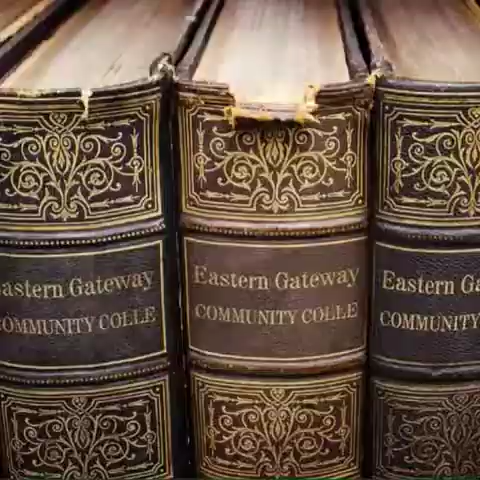 astern Gateway
COMMUNITY COLLE
Eastern Gateway
COMMUNITY COLLE
Eastern Ga
COMMUNITY